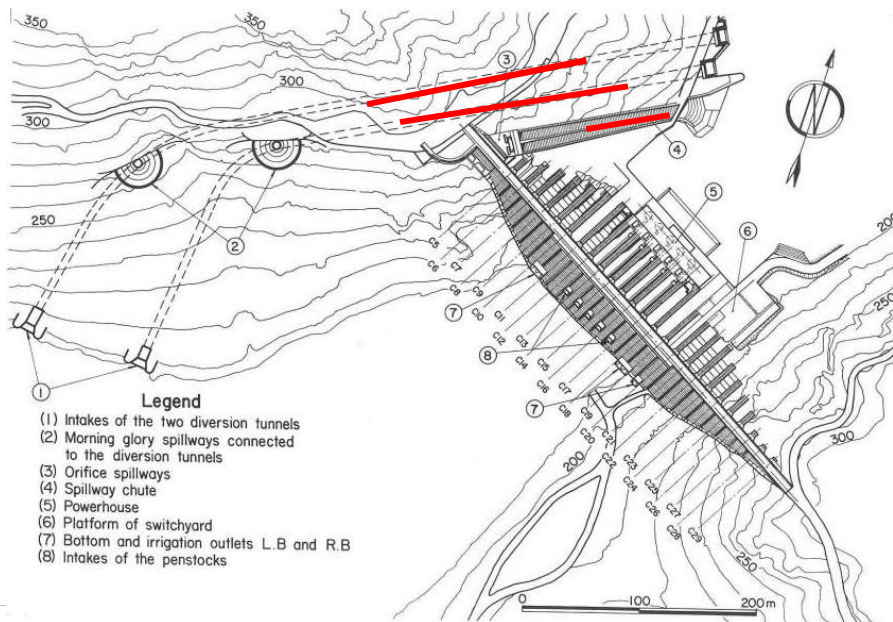 350
350
350
300
300
3
4
250
5
200
6
2
C5
C6
C7
C8
C9
C10
7
C11
C12
C13
C14
8
C15
C16
C17
C18
7
C19
C20
C21
C22
C23
C24
C25
C26
C27
C28
C29
250
300
200
250
N
1
Legend
(1) Intakes of the two diversion tunnels
(2) Morning glory spillways connected
to the diversion tunnels
(3) Orifice spillways
(4) Spillway chute
(5) Powerhouse
(6) Platform of switchyard
(7) Bottom and irrigation outlets L.B and R.B
(8) Intakes of the penstocks
0 100 200 m